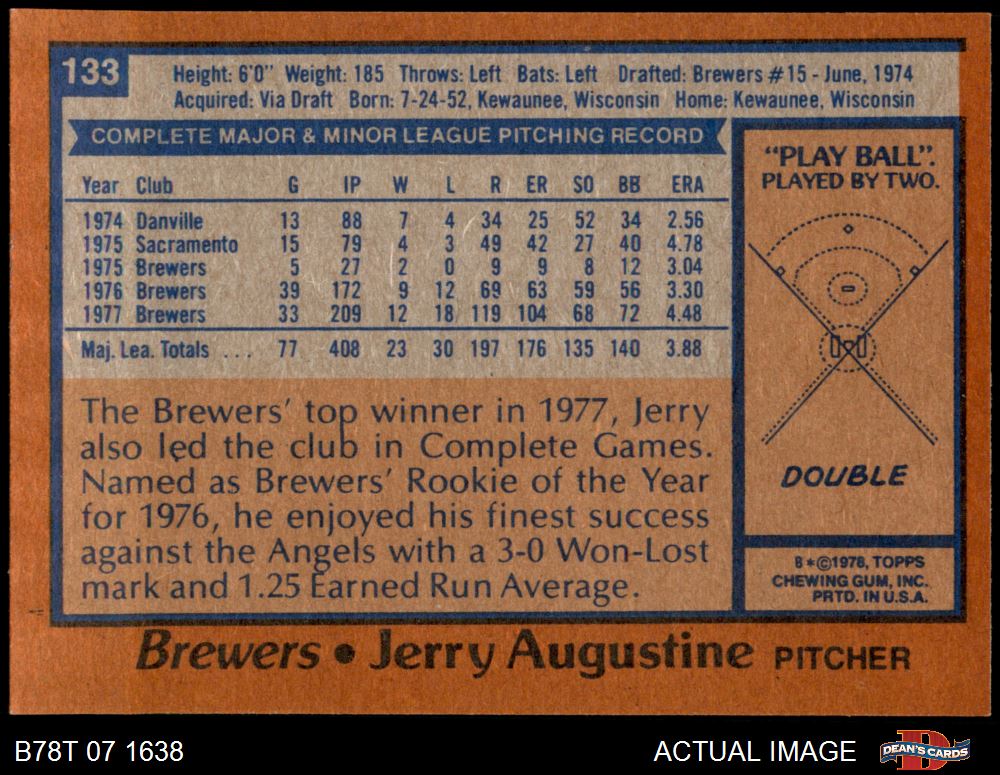 133
Height: 6'0" Weight: 185 Throws: Left Bats: Left Drafted: Brewers #15 - June, 1974
Acquired: Via Draft Born: 7-24-52, Kewaunee, Wisconsin Home: Kewaunee, Wisconsin
COMPLETE MAJOR & MINOR LEAGUE PITCHING RECORD
Year Club G IP W L R ER SO BB ERA
1974 Danville 13 88 7 4 34 25 52 34 2.56
1975 Sacramento 15 79 4 3 49 42 27 40 4.78
1975 Brewers 5 27 2 0 9 9 8 12 3.04
1976 Brewers 39 172 9 12 69 63 59 56 3.30
1977 Brewers 33 209 12 18 119 104 68 72 4.48
Maj. Lea. Totals ... 77 408 23 30 197 176 135 140 3.88
The Brewers' top winner in 1977, Jerry
also led the club in Complete Games.
Named as Brewers' Rookie of the Year
for 1976, he enjoyed his finest success
against the Angels with a 3-0 Won-Lost
mark and 1.25 Earned Run Average.
"PLAY BALL".
PLAYED BY TWO.
DOUBLE
B*©1978, TOPPS
CHEWING GUM, INC.
PRTD. IN U.S.A.
Brewers • Jerry Augustine PITCHER
B78T 07 1638
ACTUAL IMAGE
DEAN'S CARDS